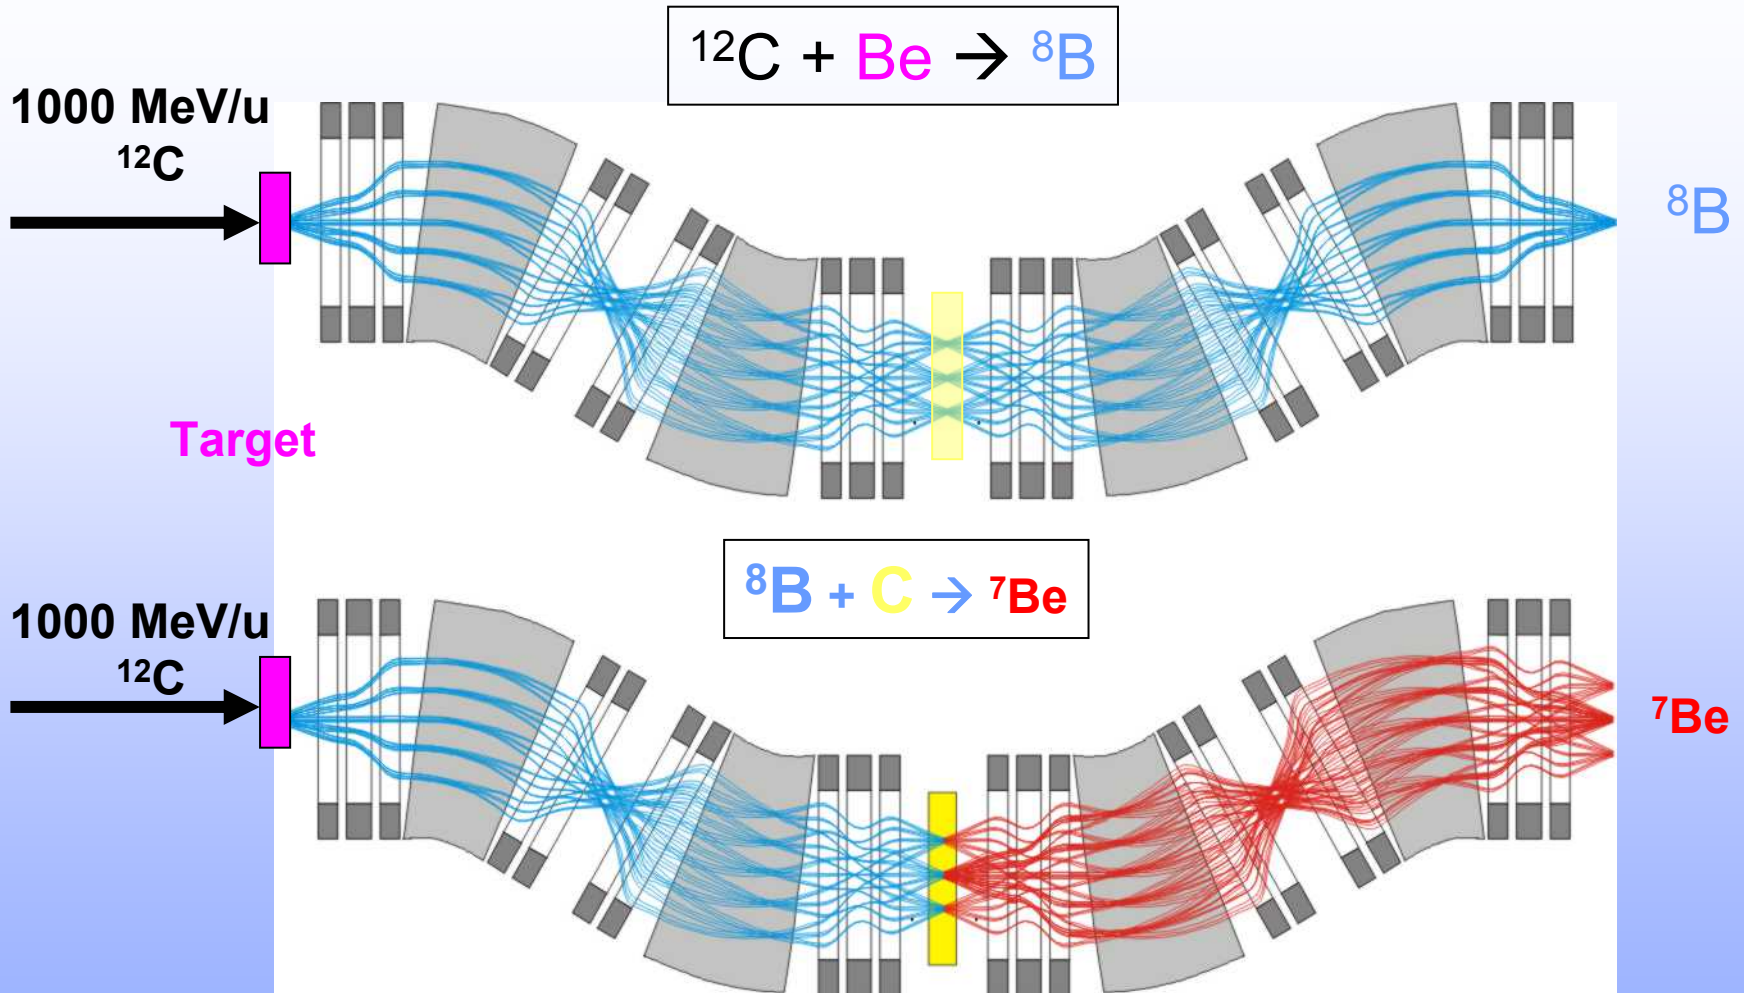 ¹²C + Be → ⁸B
1000 MeV/u
¹²C
⁸B
Target
⁸B + C → ⁷Be
1000 MeV/u
¹²C
⁷Be